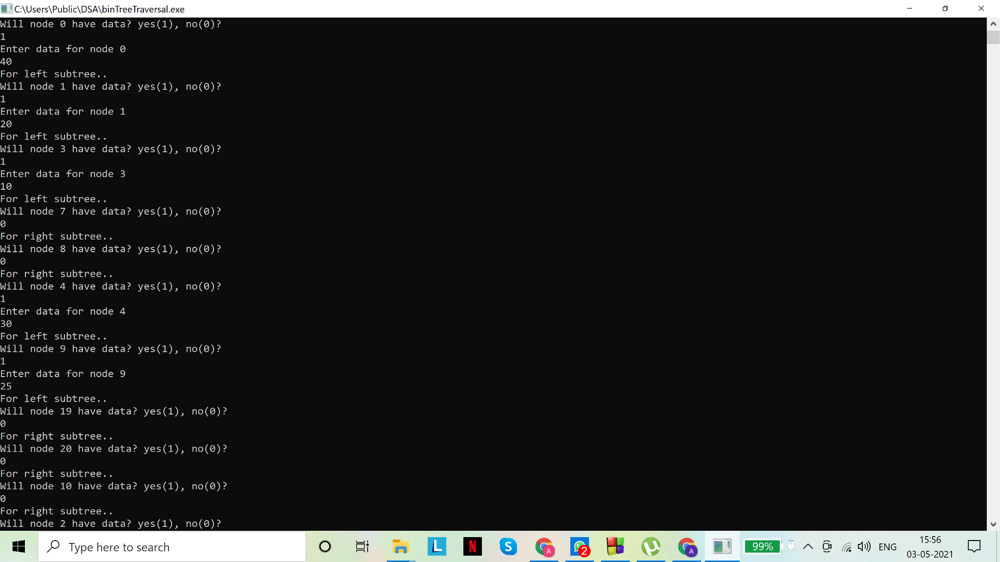 C:\Users\Public\DSA\binTreeTraversal.exe
Will node 0 have data? yes(1), no(0)?
1
Enter data for node 0
40
For left subtree..
Will node 1 have data? yes(1), no(0)?
1
Enter data for node 1
20
For left subtree..
Will node 3 have data? yes(1), no(0)?
1
Enter data for node 3
10
For left subtree..
Will node 7 have data? yes(1), no(0)?
0
For right subtree..
Will node 8 have data? yes(1), no(0)?
0
For right subtree..
Will node 4 have data? yes(1), no(0)?
1
Enter data for node 4
30
For left subtree..
Will node 9 have data? yes(1), no(0)?
1
Enter data for node 9
25
For left subtree..
Will node 19 have data? yes(1), no(0)?
0
For right subtree..
Will node 20 have data? yes(1), no(0)?
0
For right subtree..
Will node 10 have data? yes(1), no(0)?
0
For right subtree..
Will node 2 have data? yes(1), no(0)?
Type here to search
L
N
S
A
2
µ
A
99%
ENG
15:56
03-05-2021